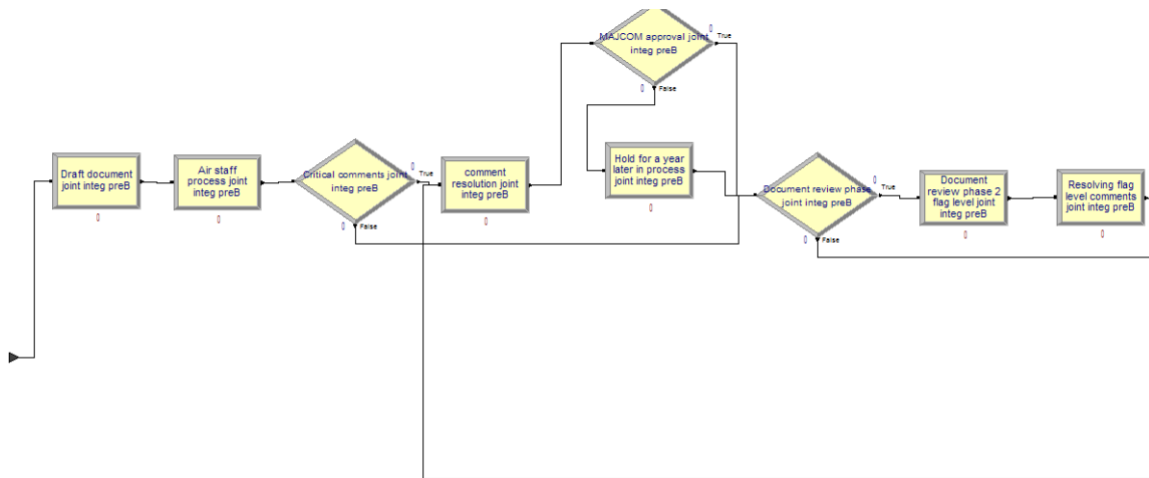 Draft document
joint integ preB
0
Air staff
process joint
integ preB
0
Critical comments joint
integ preB
0
True
0
False
comment
resolution joint
integ preB
0
MAJCOM approval joint
integ preB
0
True
0
False
Hold for a year
later in process
joint integ preB
0
Document review phase
joint integ preB
0
True
0
False
Document
review phase 2
flag level joint
integ preB
0
Resolving flag
level comments
joint integ preB
0